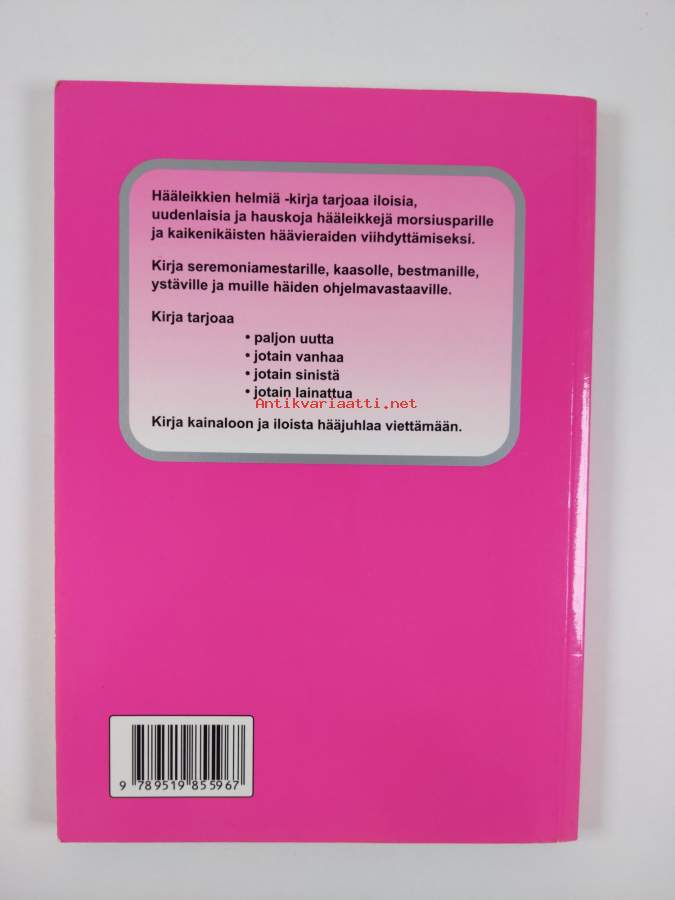 Hääleikkien helmiä -kirja tarjoaa iloisia,
uudenlaisia ja hauskoja hääleikkejä morsiusparille
ja kaikenikäisten häävieraiden viihdyttämiseksi.
Kirja seremoniamestarille, kaasolle, bestmanille,
ystäville ja muille häiden ohjelmavastaaville.
Kirja tarjoaa
• paljon uutta
• jotain vanhaa
• jotain sinistä
• jotain lainattua
Antikvariaatti.net
Kirja kainaloon ja iloista hääjuhlaa viettämään.
9 789519 855967